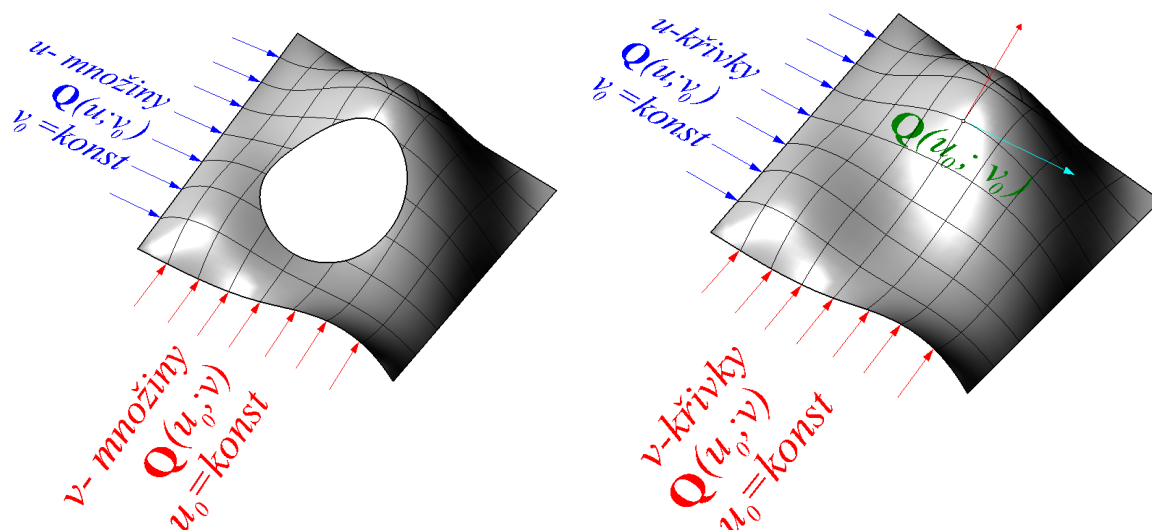 u- množiny
Q(u;v₀)
v₀ =konst
v- množiny
Q(u₀;v)
u₀=konst
u-křivky
Q(u;v₀)
v₀=konst
Q(u₀; v₀)
v-křivky
Q(u₀;v)
u₀=konst